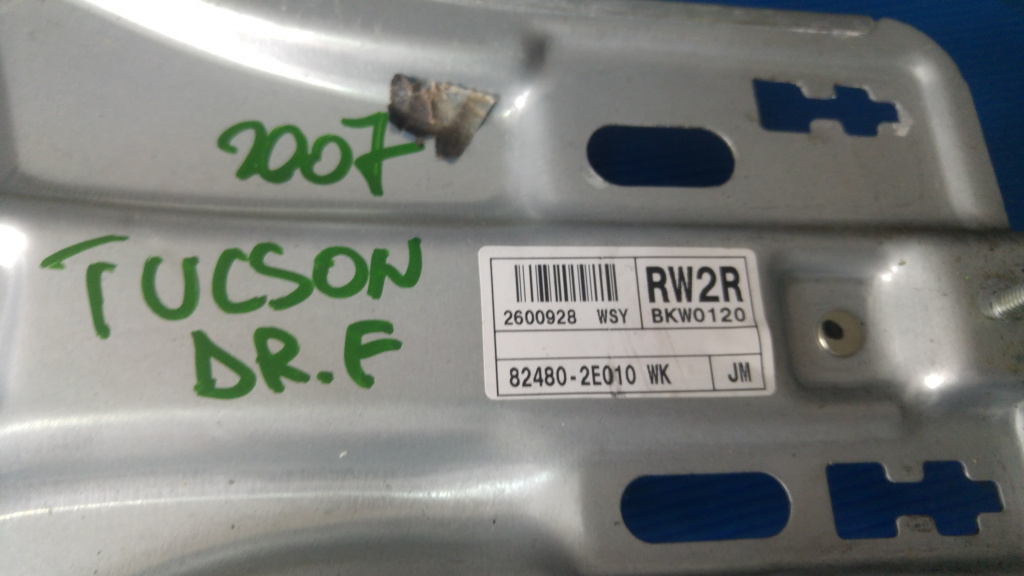 2007
TUCSON
DR.F
RW2R
2600928 WSY
BKW0120
82480-2E010 WK
JM